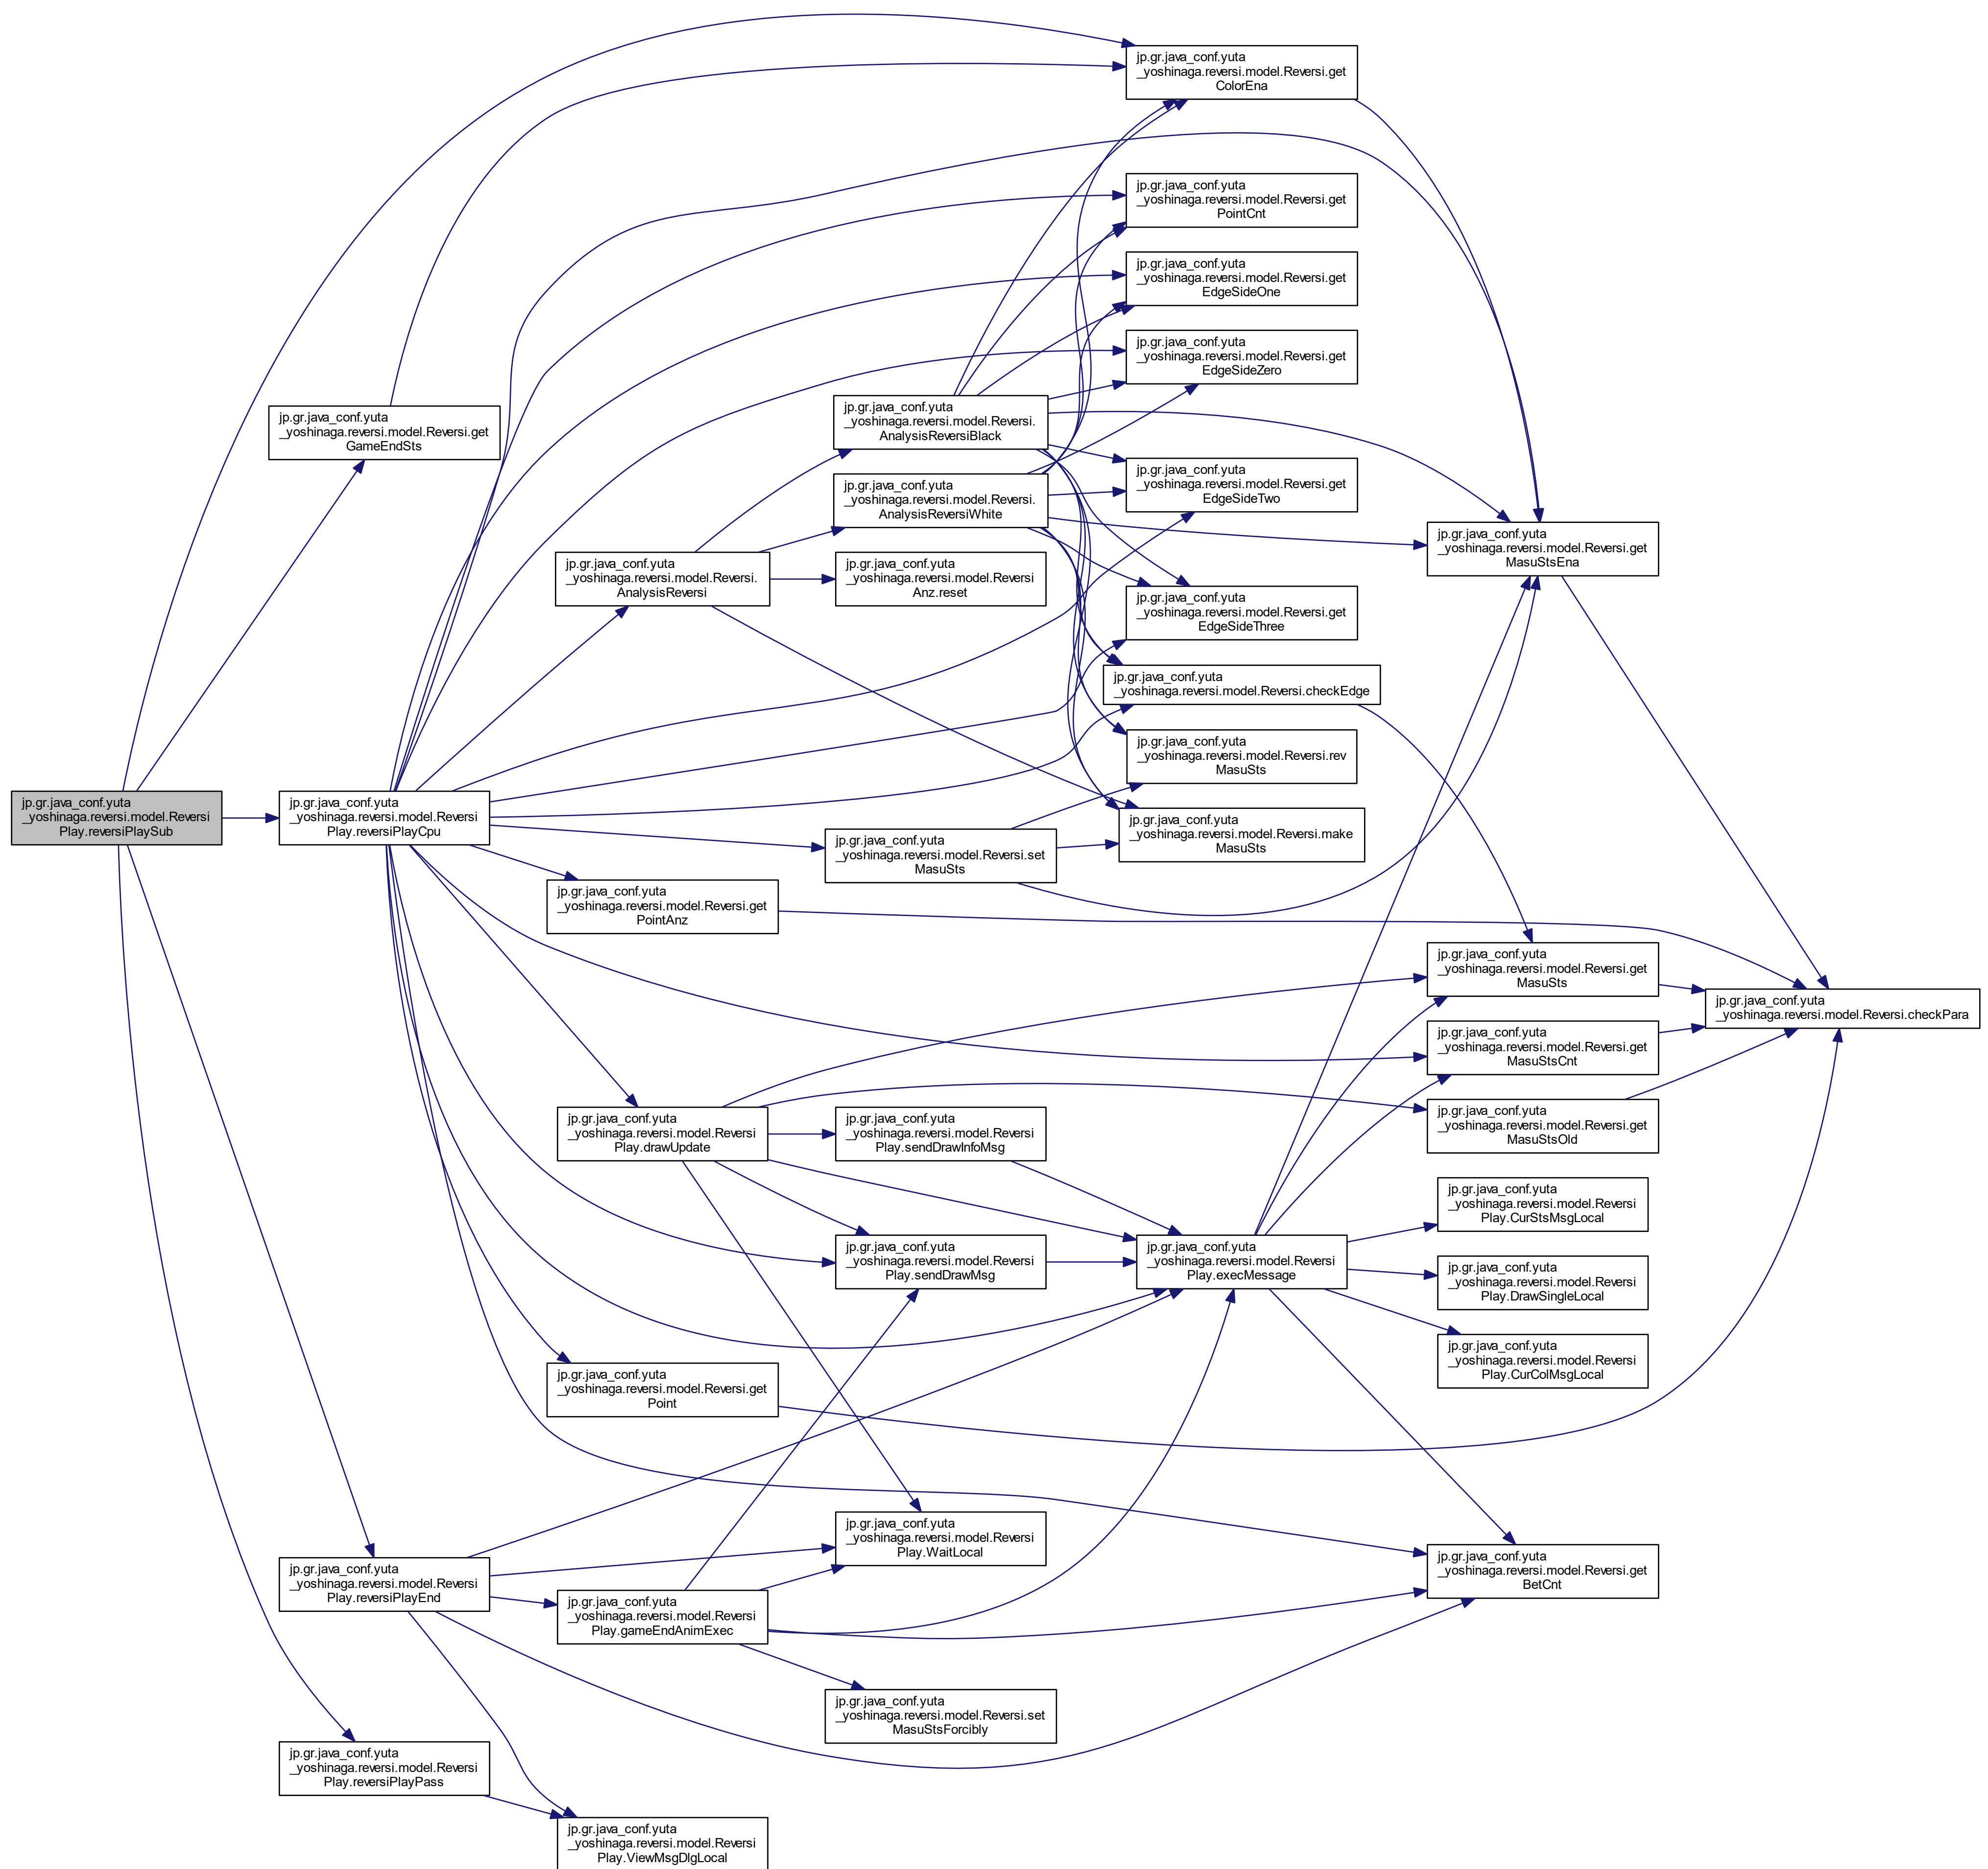 jp.gr.java_conf.yuta
_yoshinaga.reversi.model.Reversi
Play.reversiPlaySub
jp.gr.java_conf.yuta
_yoshinaga.reversi.model.Reversi.get
GameEndSts
jp.gr.java_conf.yuta
_yoshinaga.reversi.model.Reversi
Play.reversiPlayCpu
jp.gr.java_conf.yuta
_yoshinaga.reversi.model.Reversi
Play.reversiPlayEnd
jp.gr.java_conf.yuta
_yoshinaga.reversi.model.Reversi
Play.reversiPlayPass
jp.gr.java_conf.yuta
_yoshinaga.reversi.model.Reversi.
AnalysisReversi
jp.gr.java_conf.yuta
_yoshinaga.reversi.model.Reversi.get
PointAnz
jp.gr.java_conf.yuta
_yoshinaga.reversi.model.Reversi
Play.drawUpdate
jp.gr.java_conf.yuta
_yoshinaga.reversi.model.Reversi.get
Point
jp.gr.java_conf.yuta
_yoshinaga.reversi.model.Reversi
Play.gameEndAnimExec
jp.gr.java_conf.yuta
_yoshinaga.reversi.model.Reversi
Play.ViewMsgDlgLocal
jp.gr.java_conf.yuta
_yoshinaga.reversi.model.Reversi.
AnalysisReversiBlack
jp.gr.java_conf.yuta
_yoshinaga.reversi.model.Reversi.
AnalysisReversiWhite
jp.gr.java_conf.yuta
_yoshinaga.reversi.model.Reversi
Anz.reset
jp.gr.java_conf.yuta
_yoshinaga.reversi.model.Reversi.set
MasuSts
jp.gr.java_conf.yuta
_yoshinaga.reversi.model.Reversi
Play.sendDrawInfoMsg
jp.gr.java_conf.yuta
_yoshinaga.reversi.model.Reversi
Play.sendDrawMsg
jp.gr.java_conf.yuta
_yoshinaga.reversi.model.Reversi
Play.WaitLocal
jp.gr.java_conf.yuta
_yoshinaga.reversi.model.Reversi.set
MasuStsForcibly
jp.gr.java_conf.yuta
_yoshinaga.reversi.model.Reversi.get
ColorEna
jp.gr.java_conf.yuta
_yoshinaga.reversi.model.Reversi.get
PointCnt
jp.gr.java_conf.yuta
_yoshinaga.reversi.model.Reversi.get
EdgeSideOne
jp.gr.java_conf.yuta
_yoshinaga.reversi.model.Reversi.get
EdgeSideZero
jp.gr.java_conf.yuta
_yoshinaga.reversi.model.Reversi.get
EdgeSideTwo
jp.gr.java_conf.yuta
_yoshinaga.reversi.model.Reversi.get
EdgeSideThree
jp.gr.java_conf.yuta
_yoshinaga.reversi.model.Reversi.checkEdge
jp.gr.java_conf.yuta
_yoshinaga.reversi.model.Reversi.rev
MasuSts
jp.gr.java_conf.yuta
_yoshinaga.reversi.model.Reversi.make
MasuSts
jp.gr.java_conf.yuta
_yoshinaga.reversi.model.Reversi
Play.execMessage
jp.gr.java_conf.yuta
_yoshinaga.reversi.model.Reversi.get
MasuStsEna
jp.gr.java_conf.yuta
_yoshinaga.reversi.model.Reversi.get
MasuSts
jp.gr.java_conf.yuta
_yoshinaga.reversi.model.Reversi.get
MasuStsCnt
jp.gr.java_conf.yuta
_yoshinaga.reversi.model.Reversi.get
MasuStsOld
jp.gr.java_conf.yuta
_yoshinaga.reversi.model.Reversi
Play.CurStsMsgLocal
jp.gr.java_conf.yuta
_yoshinaga.reversi.model.Reversi
Play.DrawSingleLocal
jp.gr.java_conf.yuta
_yoshinaga.reversi.model.Reversi
Play.CurColMsgLocal
jp.gr.java_conf.yuta
_yoshinaga.reversi.model.Reversi.get
BetCnt
jp.gr.java_conf.yuta
_yoshinaga.reversi.model.Reversi.checkPara